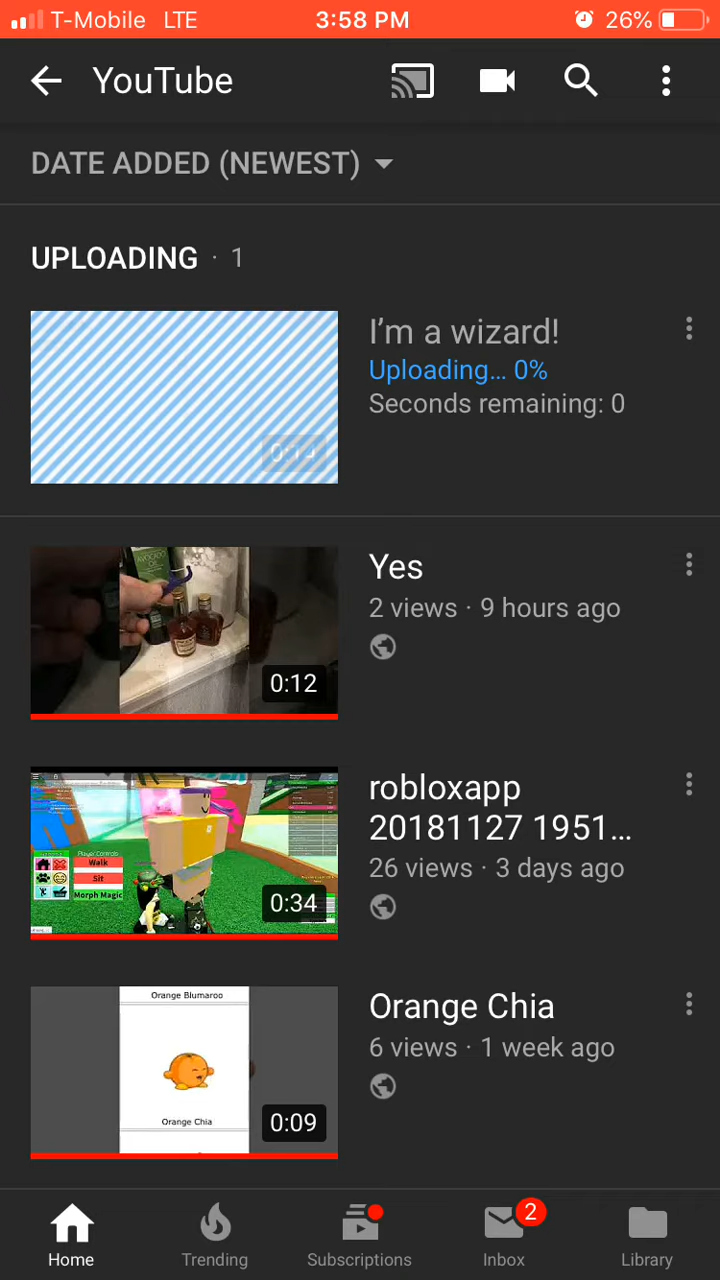 T-Mobile LTE 3:58 PM 26%
YouTube
DATE ADDED (NEWEST)
UPLOADING · 1
I’m a wizard!
Uploading... 0%
Seconds remaining: 0
Yes
2 views · 9 hours ago
0:12
robloxapp
20181127 1951...
26 views · 3 days ago
Player Controls
Walk
Sit
Morph Magic
0:34
Orange Blumaroo
Orange Chia
0:09
Orange Chia
6 views · 1 week ago
2
Home Trending Subscriptions Inbox Library